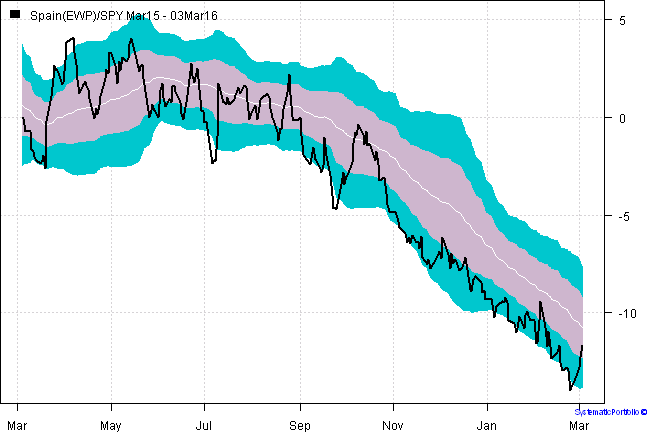 Spain(EWP)/SPY Mar15 - 03Mar16
5
0
-5
-10
Mar May Jul Sep Nov Jan Mar
SystematicPortfolio ©